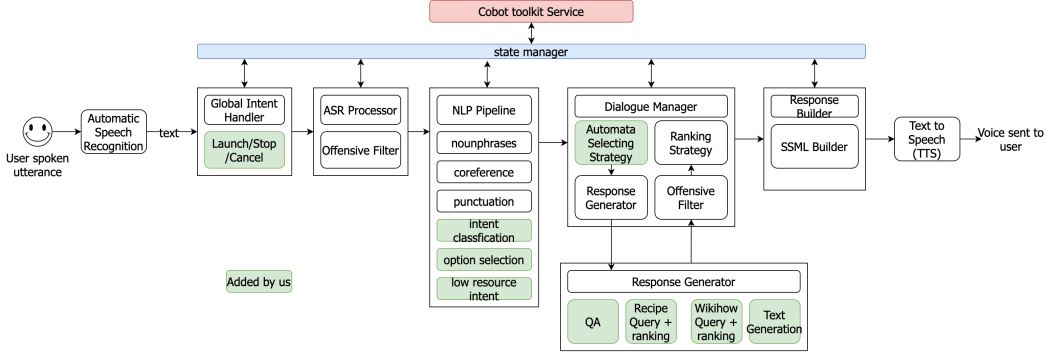 Cobot toolkit Service
state manager
User spoken
utterance
Automatic
Speech
Recognition
text
Global Intent
Handler
Launch/Stop
/Cancel
ASR Processor
Offensive Filter
NLP Pipeline
nounphrases
coreference
punctuation
intent
classfication
option selection
low resource
intent
Dialogue Manager
Automata
Selecting
Strategy
Ranking
Strategy
Response
Generator
Offensive
Filter
Response
Builder
SSML Builder
Text to
Speech
(TTS)
Voice sent to
user
Added by us
Response Generator
QA
Recipe
Query +
ranking
Wikihow
Query +
ranking
Text
Generation